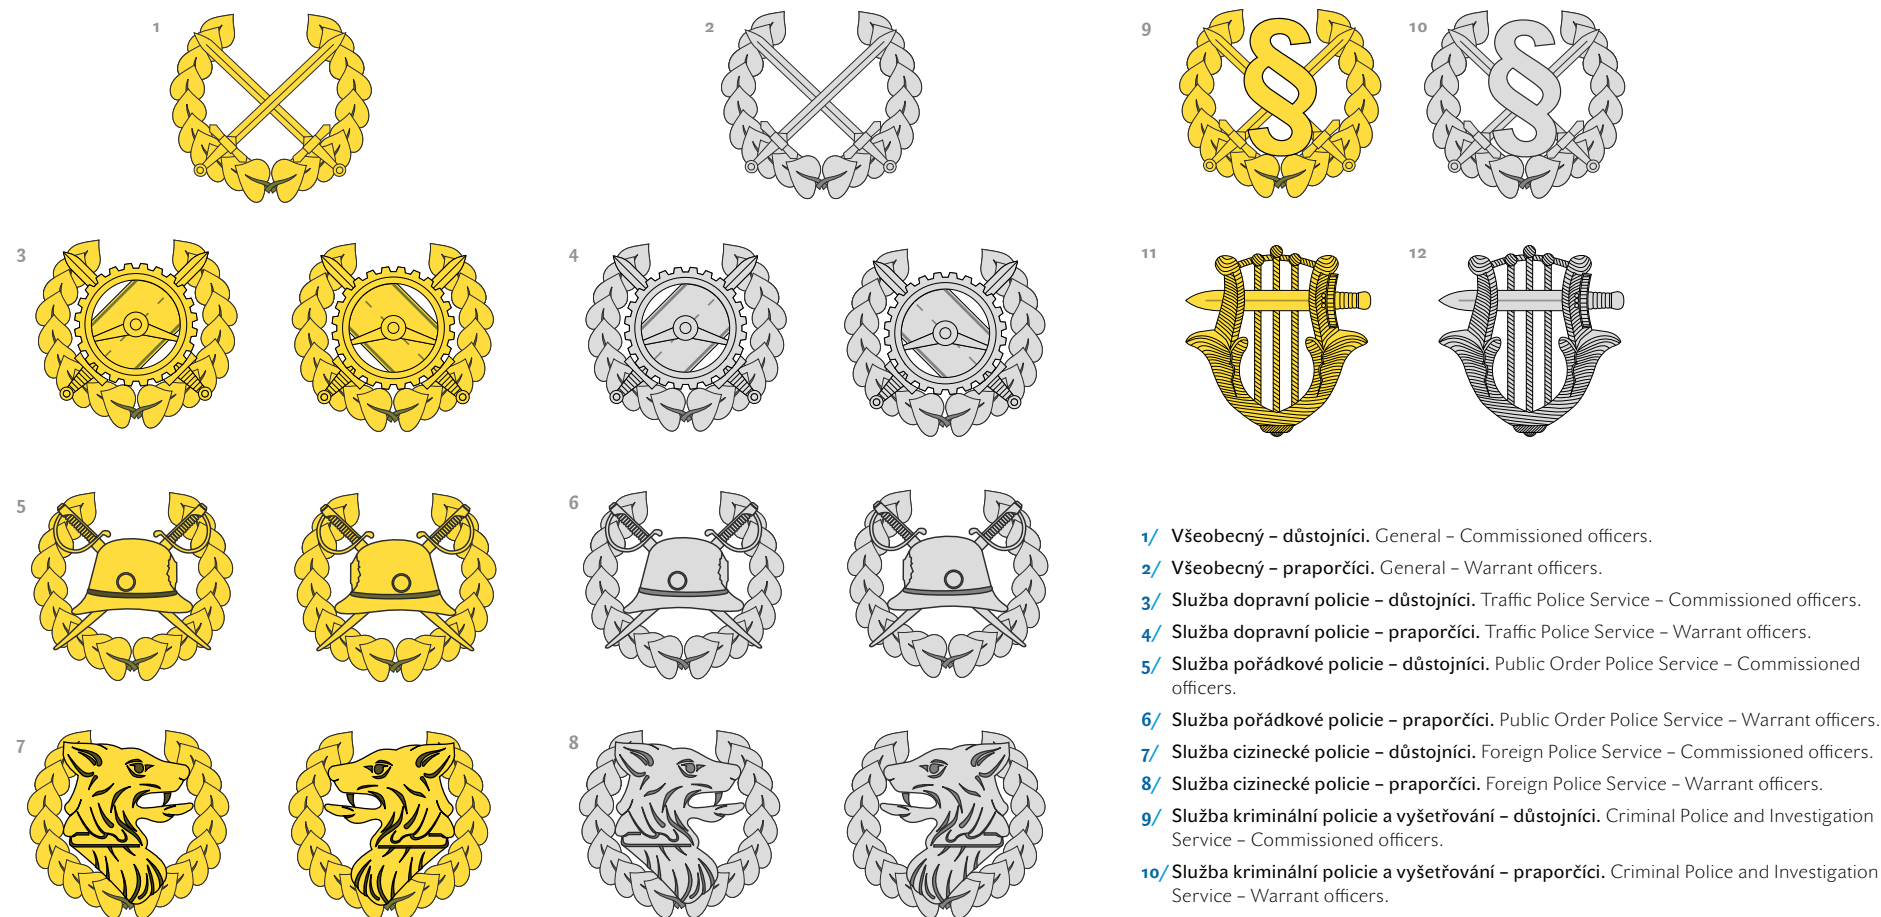 1
2
9
10
3
4
11
12
5
6
7
8
1/ Všeobecný – důstojníci. General – Commissioned officers.
2/ Všeobecný – praporčíci. General – Warrant officers.
3/ Služba dopravní policie – důstojníci. Traffic Police Service – Commissioned officers.
4/ Služba dopravní policie – praporčíci. Traffic Police Service – Warrant officers.
5/ Služba pořádkové policie – důstojníci. Public Order Police Service – Commissioned
officers.
6/ Služba pořádkové policie – praporčíci. Public Order Police Service – Warrant officers.
7/ Služba cizinecké policie – důstojníci. Foreign Police Service – Commissioned officers.
8/ Služba cizinecké policie – praporčíci. Foreign Police Service – Warrant officers.
9/ Služba kriminální policie a vyšetřování – důstojníci. Criminal Police and Investigation
Service – Commissioned officers.
10/ Služba kriminální policie a vyšetřování – praporčíci. Criminal Police and Investigation
Service – Warrant officers.